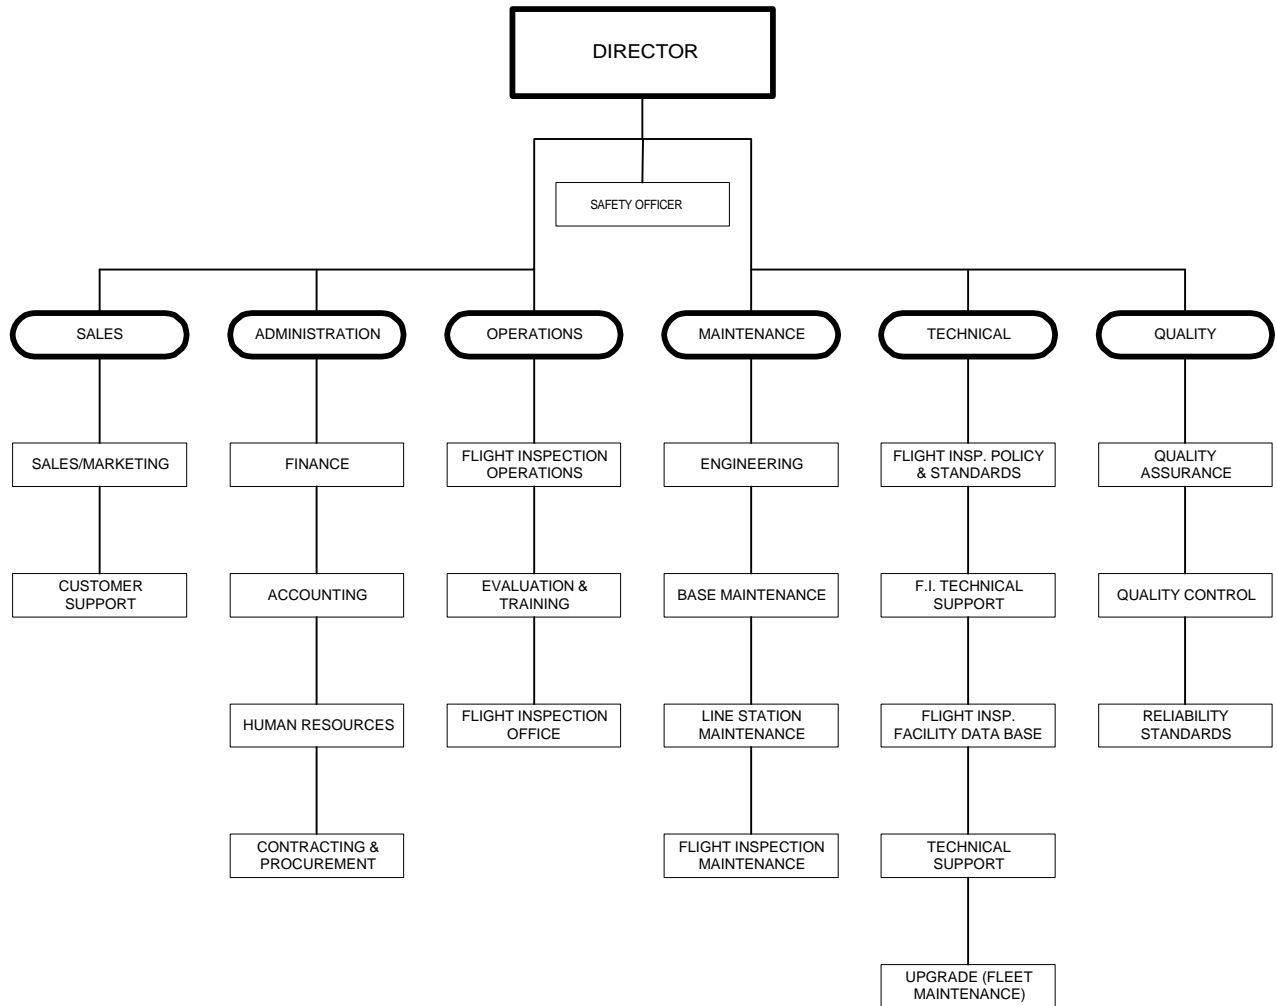 DIRECTOR
SAFETY OFFICER
SALES
ADMINISTRATION
OPERATIONS
MAINTENANCE
TECHNICAL
QUALITY
SALES/MARKETING
FINANCE
FLIGHT INSPECTION
OPERATIONS
ENGINEERING
FLIGHT INSP. POLICY
& STANDARDS
QUALITY
ASSURANCE
CUSTOMER
SUPPORT
ACCOUNTING
EVALUATION &
TRAINING
BASE MAINTENANCE
F.I. TECHNICAL
SUPPORT
QUALITY CONTROL
HUMAN RESOURCES
FLIGHT INSPECTION
OFFICE
LINE STATION
MAINTENANCE
FLIGHT INSP.
FACILITY DATA BASE
RELIABILITY
STANDARDS
CONTRACTING &
PROCUREMENT
FLIGHT INSPECTION
MAINTENANCE
TECHNICAL
SUPPORT
UPGRADE (FLEET
MAINTENANCE)